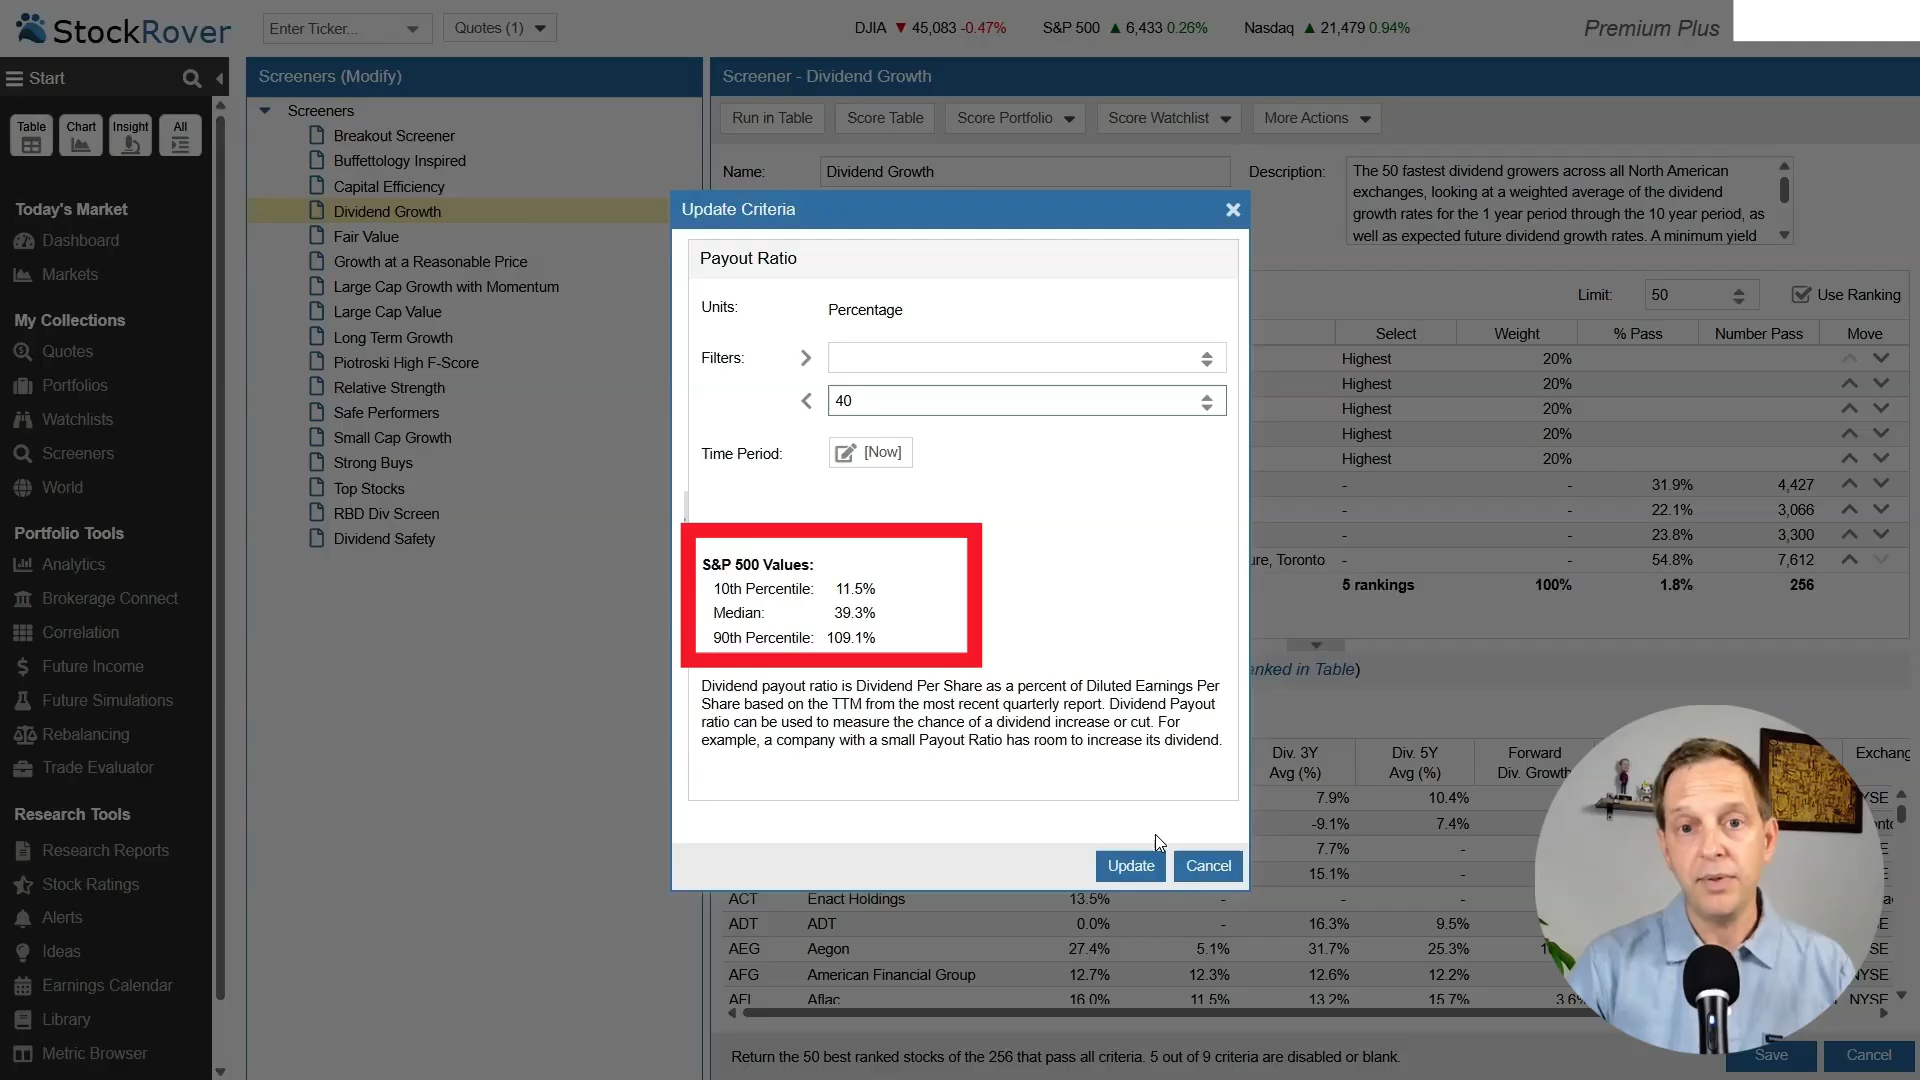 StockRover
Enter Ticker...
Quotes (1)
DJIA ▼ 45,083 -0.47%
S&P 500 ▲ 6,433 0.26%
Nasdaq ▲ 21,479 0.94%
Premium Plus
Start
Table
Chart
Insight
All
Today's Market
Dashboard
Markets
My Collections
Quotes
Portfolios
Watchlists
Screeners
World
Portfolio Tools
Analytics
Brokerage Connect
Correlation
Future Income
Future Simulations
Rebalancing
Trade Evaluator
Research Tools
Research Reports
Stock Ratings
Alerts
Ideas
Earnings Calendar
Library
Metric Browser
Screeners (Modify)
Screeners
Breakout Screener
Buffettology Inspired
Capital Efficiency
Dividend Growth
Fair Value
Growth at a Reasonable Price
Large Cap Growth with Momentum
Large Cap Value
Long Term Growth
Piotroski High F-Score
Relative Strength
Safe Performers
Small Cap Growth
Strong Buys
Top Stocks
RBD Div Screen
Dividend Safety
Screener - Dividend Growth
Run in Table
Score Table
Score Portfolio
Score Watchlist
More Actions
Name: Dividend Growth
Description:
The 50 fastest dividend growers across all North American
exchanges, looking at a weighted average of the dividend
growth rates for the 1 year period through the 10 year period, as
well as expected future dividend growth rates. A minimum yield
Update Criteria
Payout Ratio
Units: Percentage
Filters:
40
Time Period: [Now]
S&P 500 Values:
10th Percentile: 11.5%
Median: 39.3%
90th Percentile: 109.1%
Dividend payout ratio is Dividend Per Share as a percent of Diluted Earnings Per
Share based on the TTM from the most recent quarterly report. Dividend Payout
ratio can be used to measure the chance of a dividend increase or cut. For
example, a company with a small Payout Ratio has room to increase its dividend.
Update
Cancel
Limit: 50
Use Ranking
Select Weight % Pass Number Pass Move
Highest 20%
Highest 20%
Highest 20%
Highest 20%
Highest 20%
- - 31.9% 4,427
- - 22.1% 3,066
- - 23.8% 3,300
Toronto - - 54.8% 7,612
5 rankings 100% 1.8% 256
in Table)
Div. 3Y Avg (%)
Div. 5Y Avg (%)
Forward Div. Growth
7.9% 10.4%
-9.1% 7.4%
7.7% -
15.1% -
ACT Enact Holdings 13.5% - - -
ADT ADT 0.0% - 16.3% 9.5%
AEG Aegon 27.4% 5.1% 31.7% 25.3%
AFG American Financial Group 12.7% 12.3% 12.6% 12.2% NYSE
AFL Aflac 16.0% 11.5% 13.2% 15.7% NYSE
Return the 50 best ranked stocks of the 256 that pass all criteria. 5 out of 9 criteria are disabled or blank.
Save
Cancel